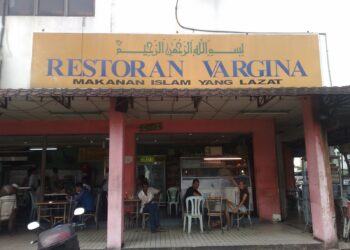 بسم الله الرحمن الرحيم
RESTORAN VARGINA
MAKANAN ISLAM YANG LAZAT